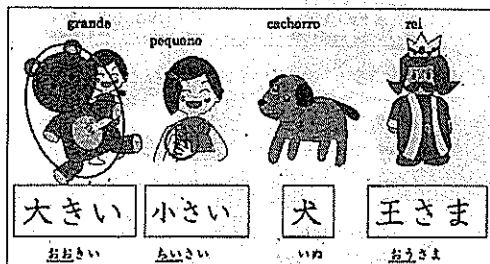 grande
pequeno
cachorro
rei
大きい
小さい
犬
王さま
おおきい
ちいさい
いぬ
おうさま